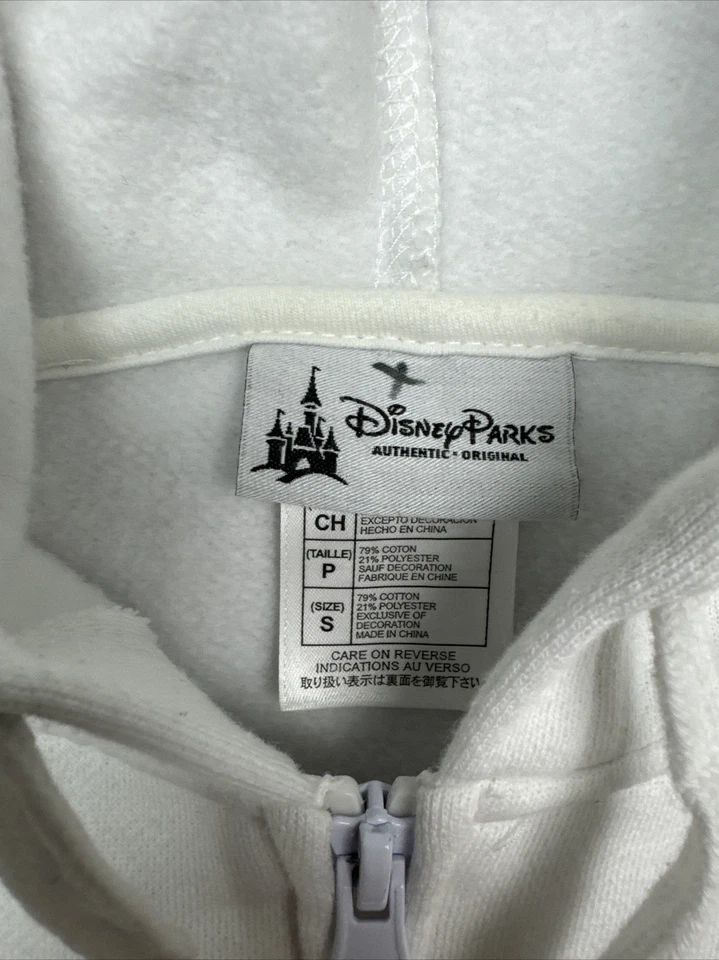 DISNEY PARKS
AUTHENTIC • ORIGINAL
CH
EXCEPTO DECORACION
HECHO EN CHINA
(TAILLE)
P
79% COTON
21% POLYESTER
SAUF DECORATION
FABRIQUE EN CHINE
(SIZE)
S
79% COTTON
21% POLYESTER
EXCLUSIVE OF
DECORATION
MADE IN CHINA
CARE ON REVERSE
INDICATIONS AU VERSO
取り扱い表示は裏面を御覧下さい